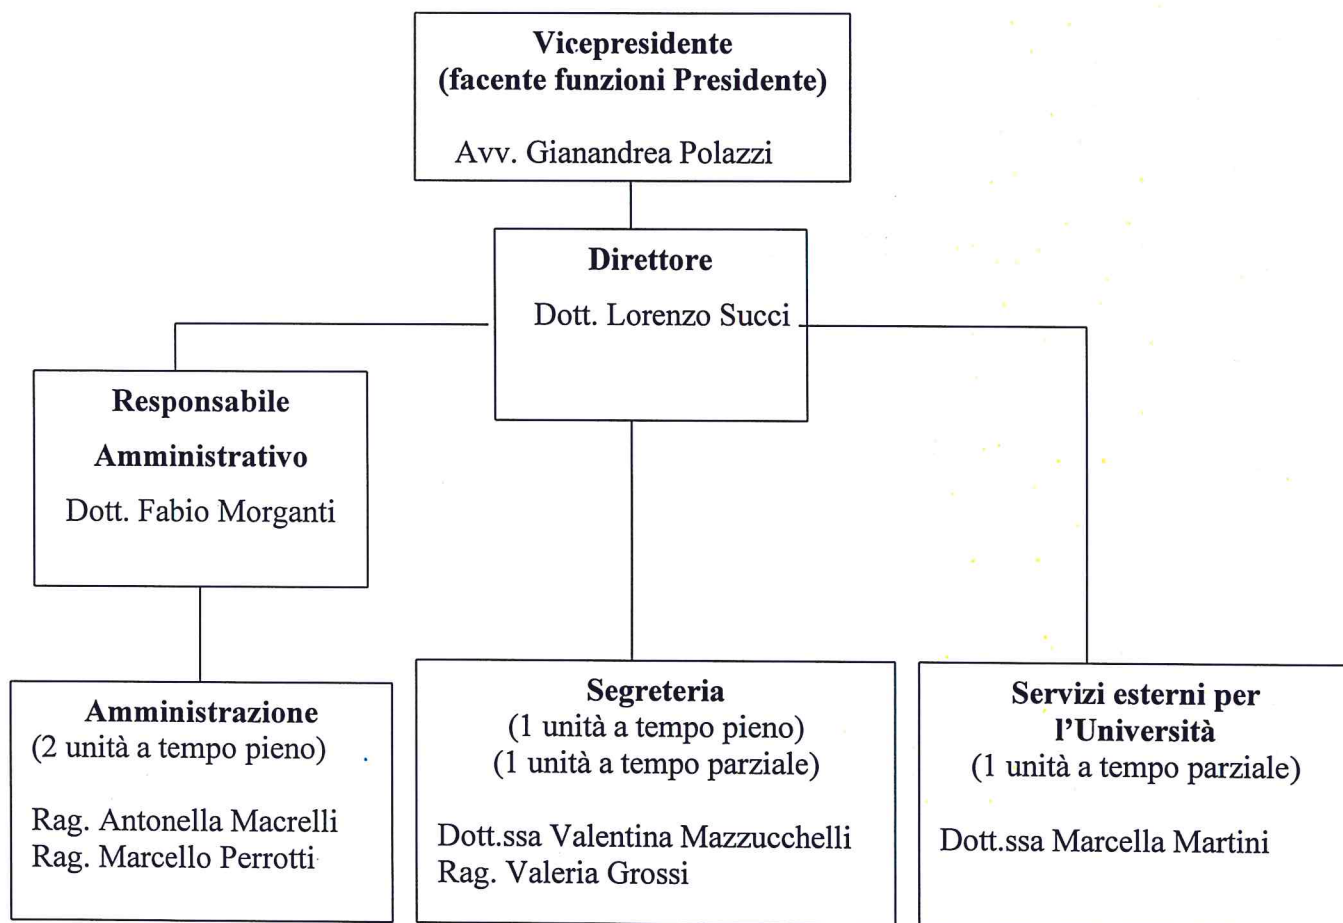 Vicepresidente
(facente funzioni Presidente)
Avv. Gianandrea Polazzi
Direttore
Dott. Lorenzo Succi
Responsabile
Amministrativo
Dott. Fabio Morganti
Amministrazione
(2 unità a tempo pieno)
Rag. Antonella Macrelli
Rag. Marcello Perrotti
Segreteria
(1 unità a tempo pieno)
(1 unità a tempo parziale)
Dott.ssa Valentina Mazzucchelli
Rag. Valeria Grossi
Servizi esterni per
l’Università
(1 unità a tempo parziale)
Dott.ssa Marcella Martini